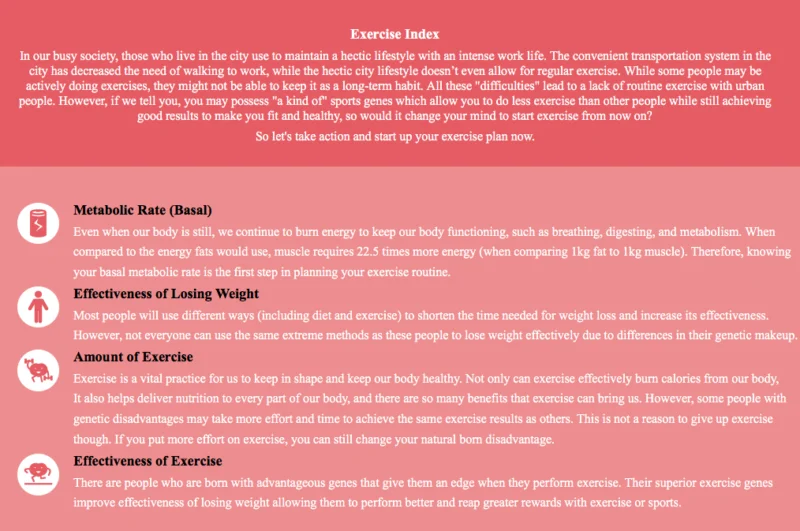 Exercise Index
In our busy society, those who live in the city use to maintain a hectic lifestyle with an intense work life. The convenient transportation system in the
city has decreased the need of walking to work, while the hectic city lifestyle doesn't even allow for regular exercise. While some people may be
actively doing exercises, they might not be able to keep it as a long-term habit. All these "difficulties" lead to a lack of routine exercise with urban
people. However, if we tell you, you may possess "a kind of" sports genes which allow you to do less exercise than other people while still achieving
good results to make you fit and healthy, so would it change your mind to start exercise from now on?
So let's take action and start up your exercise plan now.
Metabolic Rate (Basal)
Even when our body is still, we continue to burn energy to keep our body functioning, such as breathing, digesting, and metabolism. When
compared to the energy fats would use, muscle requires 22.5 times more energy (when comparing 1kg fat to 1kg muscle). Therefore, knowing
your basal metabolic rate is the first step in planning your exercise routine.
Effectiveness of Losing Weight
Most people will use different ways (including diet and exercise) to shorten the time needed for weight loss and increase its effectiveness.
However, not everyone can use the same extreme methods as these people to lose weight effectively due to differences in their genetic makeup.
Amount of Exercise
Exercise is a vital practice for us to keep in shape and keep our body healthy. Not only can exercise effectively burn calories from our body,
It also helps deliver nutrition to every part of our body, and there are so many benefits that exercise can bring us. However, some people with
genetic disadvantages may take more effort and time to achieve the same exercise results as others. This is not a reason to give up exercise
though. If you put more effort on exercise, you can still change your natural born disadvantage.
Effectiveness of Exercise
There are people who are born with advantageous genes that give them an edge when they perform exercise. Their superior exercise genes
improve effectiveness of losing weight allowing them to perform better and reap greater rewards with exercise or sports.